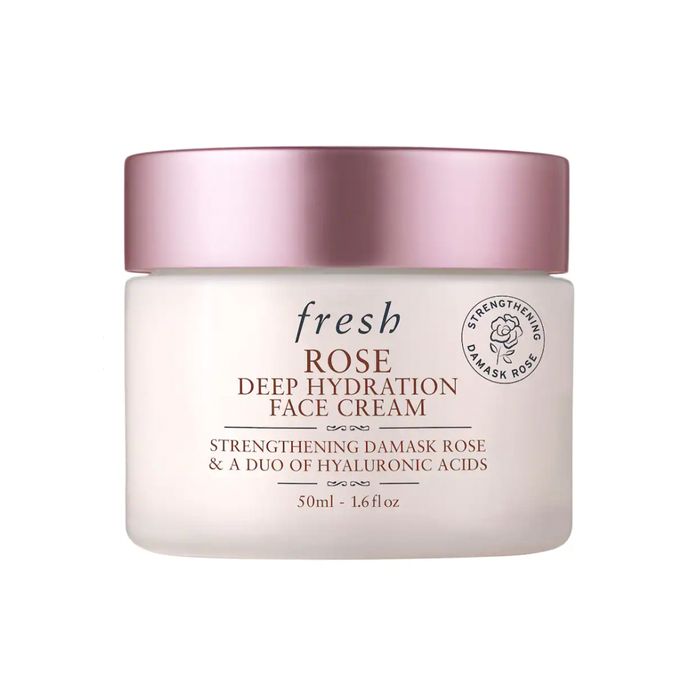 fresh
ROSE
DEEP HYDRATION
FACE CREAM
STRENGTHENING DAMASK ROSE
& A DUO OF HYALURONIC ACIDS
50ml - 1.6 fl oz
STRENGTHENING
DAMASK ROSE